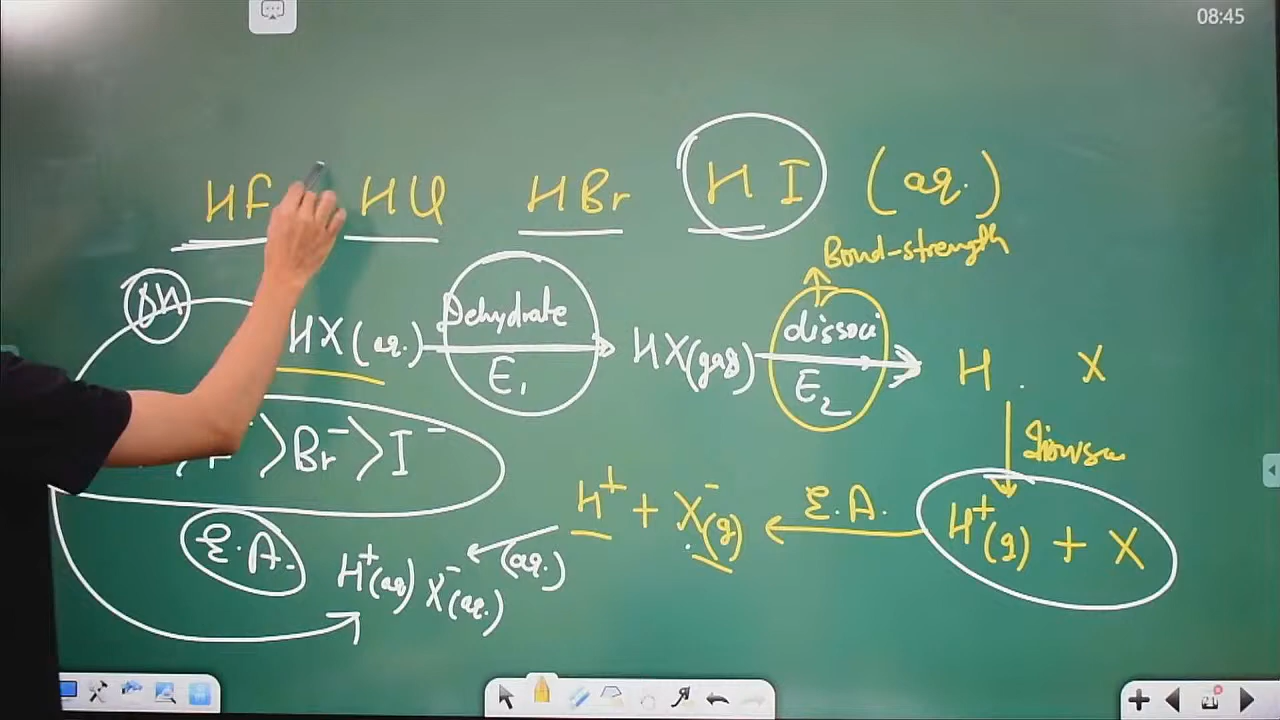 08:45
HF HCl HBr HI (aq.)
Bond-strength
ΔH
HX(aq.) Dehydrate HX(gas) dissoci H. X
E₁ E₂
> F⁻ > Br⁻ > I⁻
H⁺ + X⁻(g) E.A. H⁺(g) + X
E.A. H⁺(aq) X⁻(aq.) (aq.)